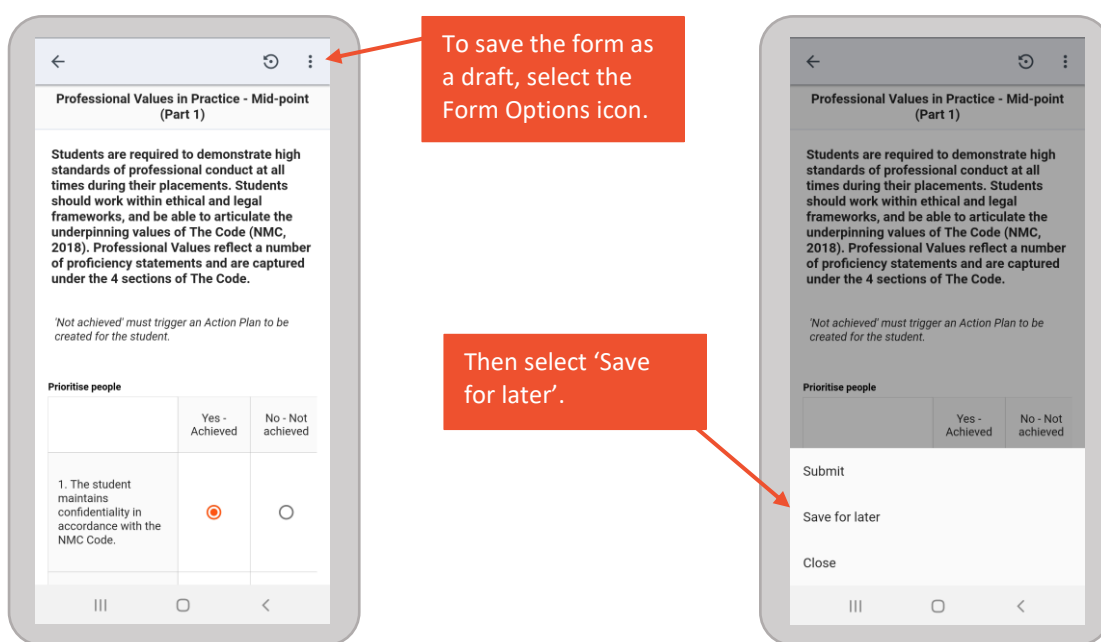 To save the form as
a draft, select the
Form Options icon.
Professional Values in Practice - Mid-point
(Part 1)
Students are required to demonstrate high
standards of professional conduct at all
times during their placements. Students
should work within ethical and legal
frameworks, and be able to articulate the
underpinning values of The Code (NMC,
2018). Professional Values reflect a number
of proficiency statements and are captured
under the 4 sections of The Code.
'Not achieved' must trigger an Action Plan to be
created for the student.
Prioritise people
Yes -
Achieved
No - Not
achieved
1. The student
maintains
confidentiality in
accordance with the
NMC Code.
Then select ‘Save
for later’.
Professional Values in Practice - Mid-point
(Part 1)
Students are required to demonstrate high
standards of professional conduct at all
times during their placements. Students
should work within ethical and legal
frameworks, and be able to articulate the
underpinning values of The Code (NMC,
2018). Professional Values reflect a number
of proficiency statements and are captured
under the 4 sections of The Code.
'Not achieved' must trigger an Action Plan to be
created for the student.
Prioritise people
Yes -
Achieved
No - Not
achieved
Submit
Save for later
Close